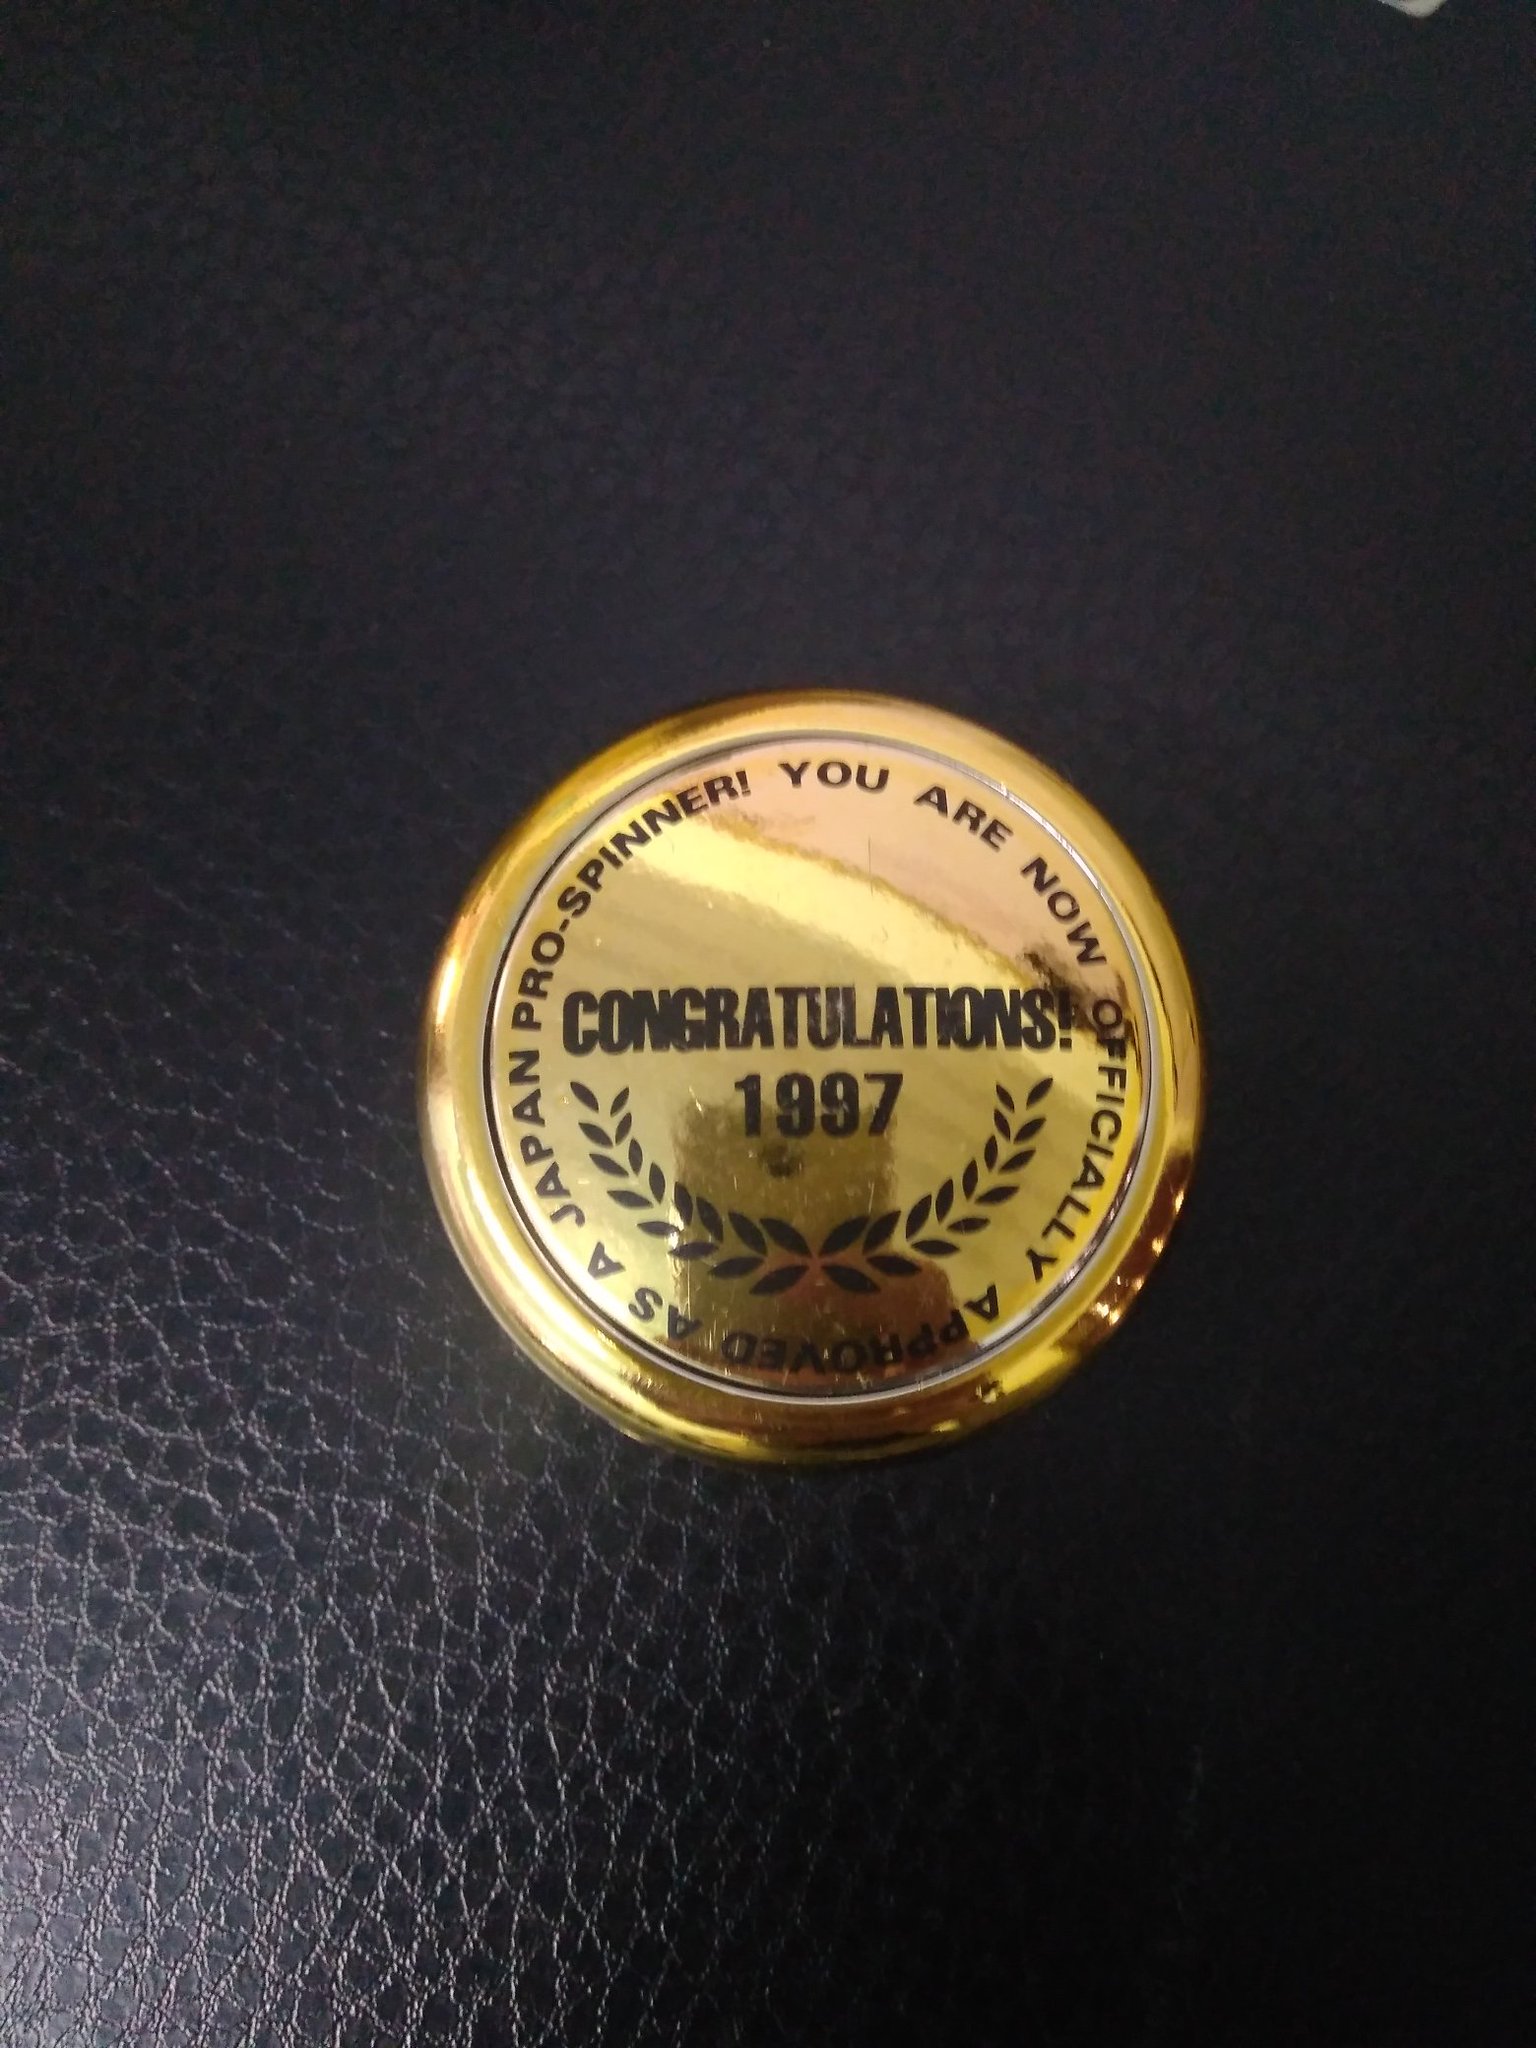 YOU ARE NOW OFFICIALLY APPROVED AS A JAPAN PRO-SPINNER!
CONGRATULATIONS!
1997